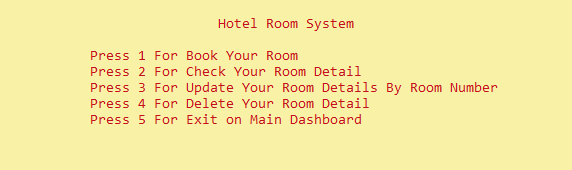 Hotel Room System
Press 1 For Book Your Room
Press 2 For Check Your Room Detail
Press 3 For Update Your Room Details By Room Number
Press 4 For Delete Your Room Detail
Press 5 For Exit on Main Dashboard